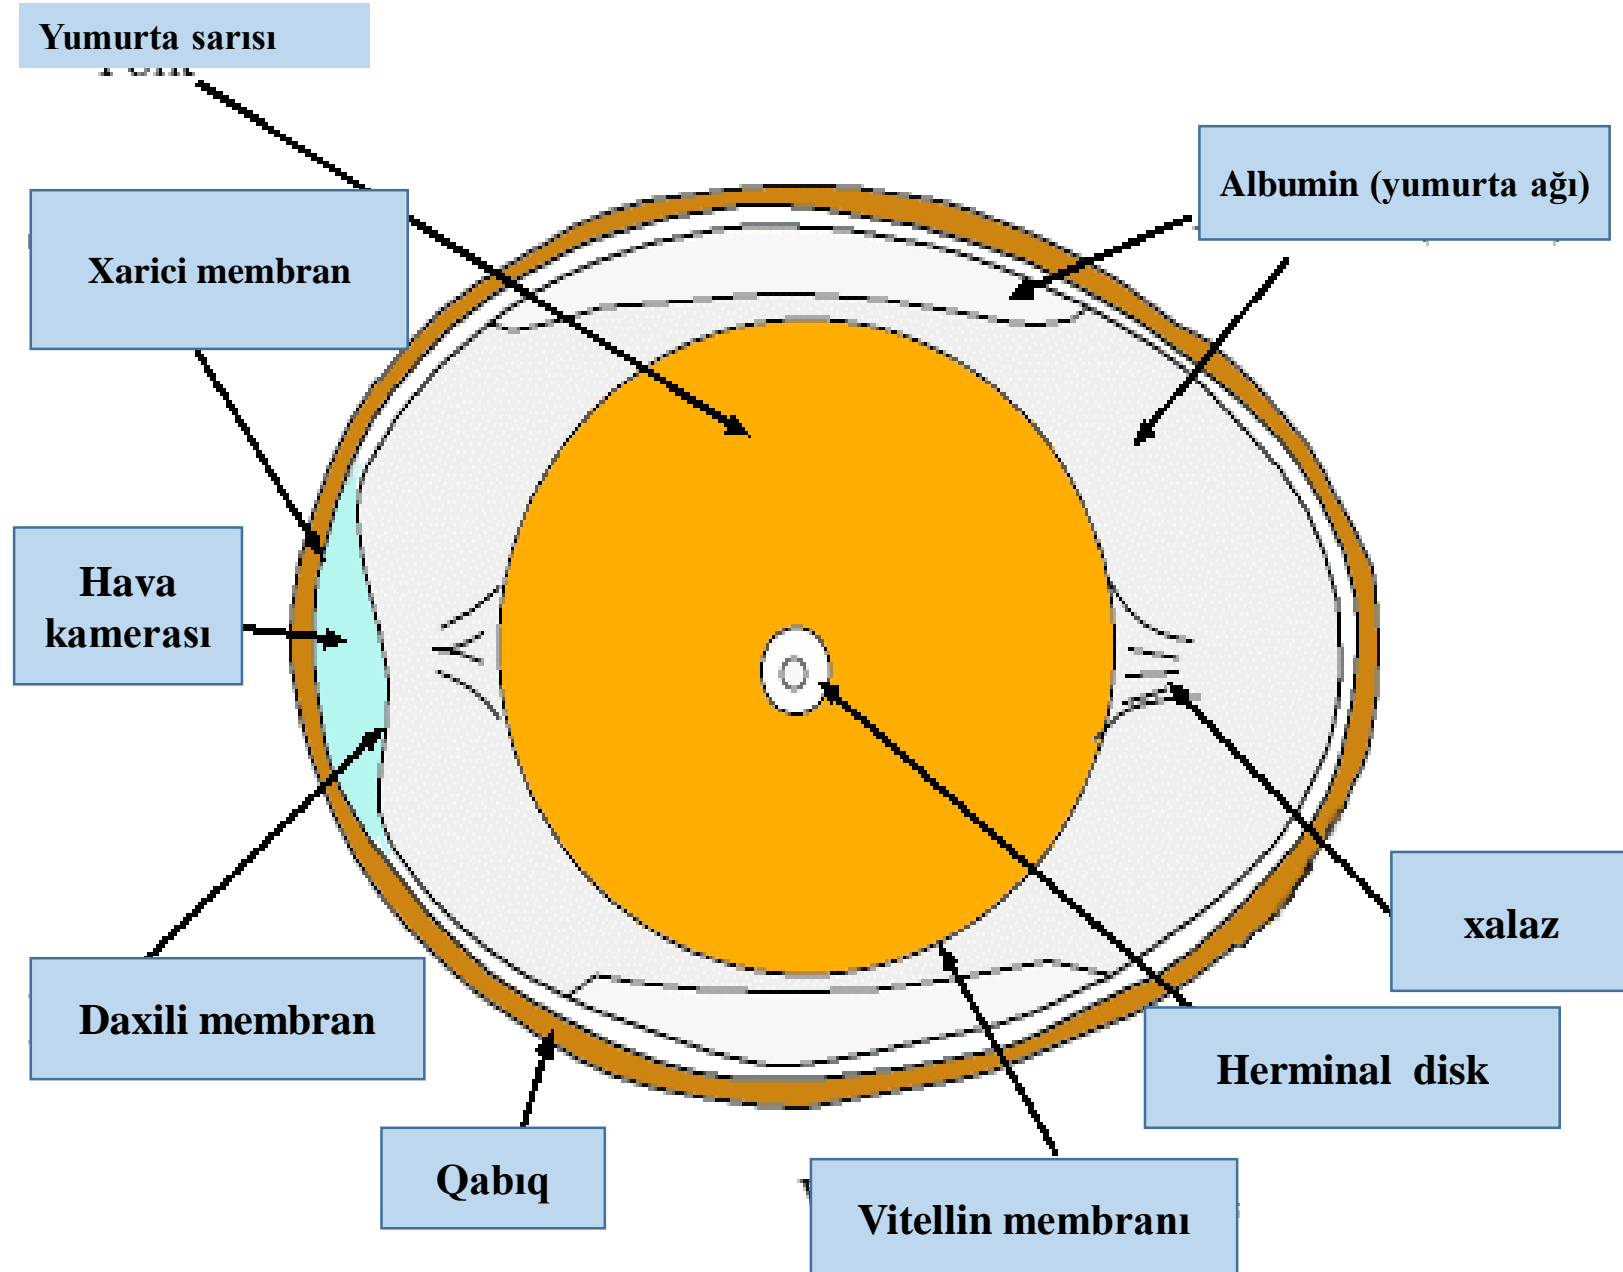 Yumurta sarısı
Albumin (yumurta ağı)
Xarici membran
Hava
kamerası
xalaz
Daxili membran
Herminal disk
Qabıq
Vitellin membranı